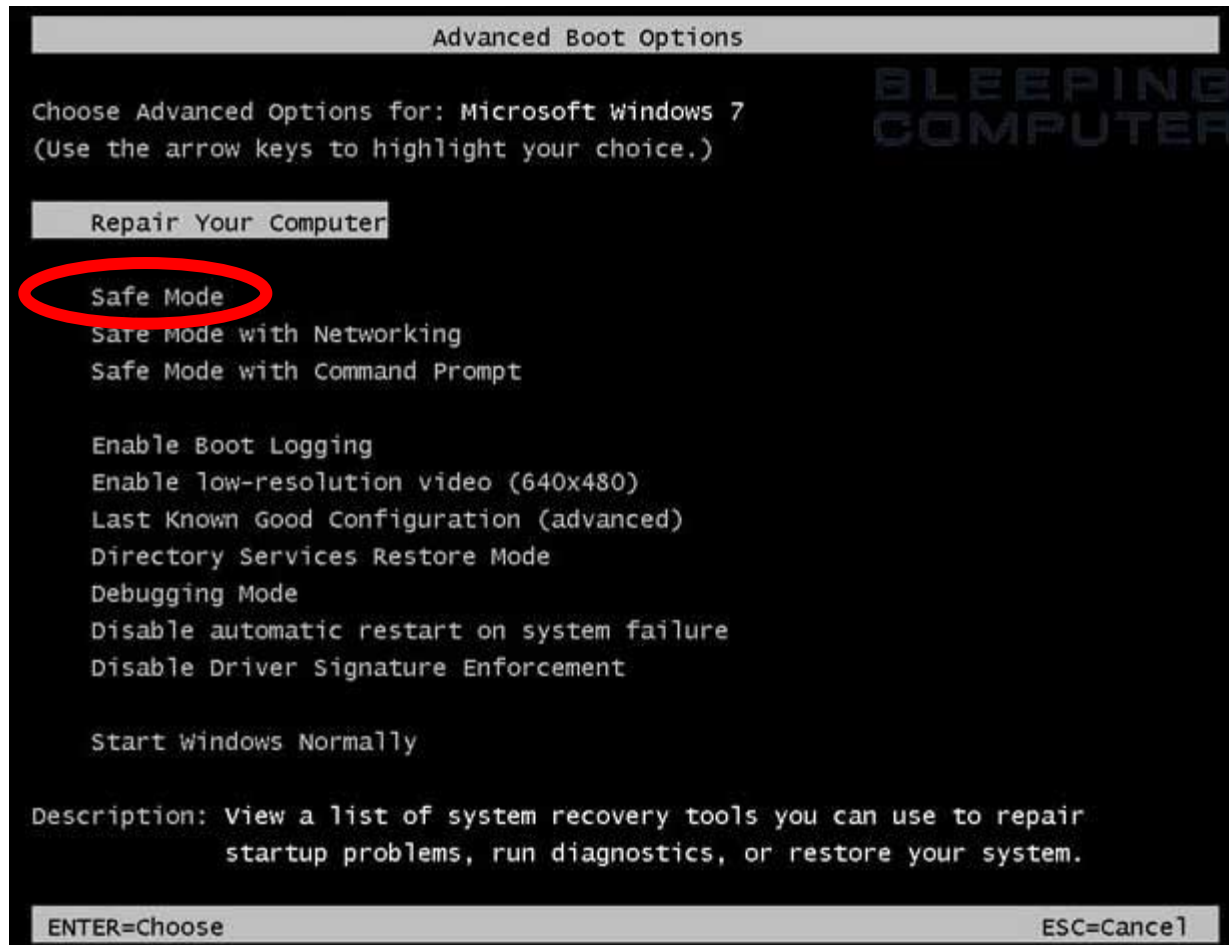 Advanced Boot Options
BLEEPING
COMPUTER
Choose Advanced Options for: Microsoft Windows 7
(Use the arrow keys to highlight your choice.)
Repair Your Computer
Safe Mode
Safe Mode with Networking
Safe Mode with Command Prompt
Enable Boot Logging
Enable low-resolution video (640x480)
Last Known Good Configuration (advanced)
Directory Services Restore Mode
Debugging Mode
Disable automatic restart on system failure
Disable Driver Signature Enforcement
Start Windows Normally
Description: View a list of system recovery tools you can use to repair
startup problems, run diagnostics, or restore your system.
ENTER=Choose ESC=Cancel